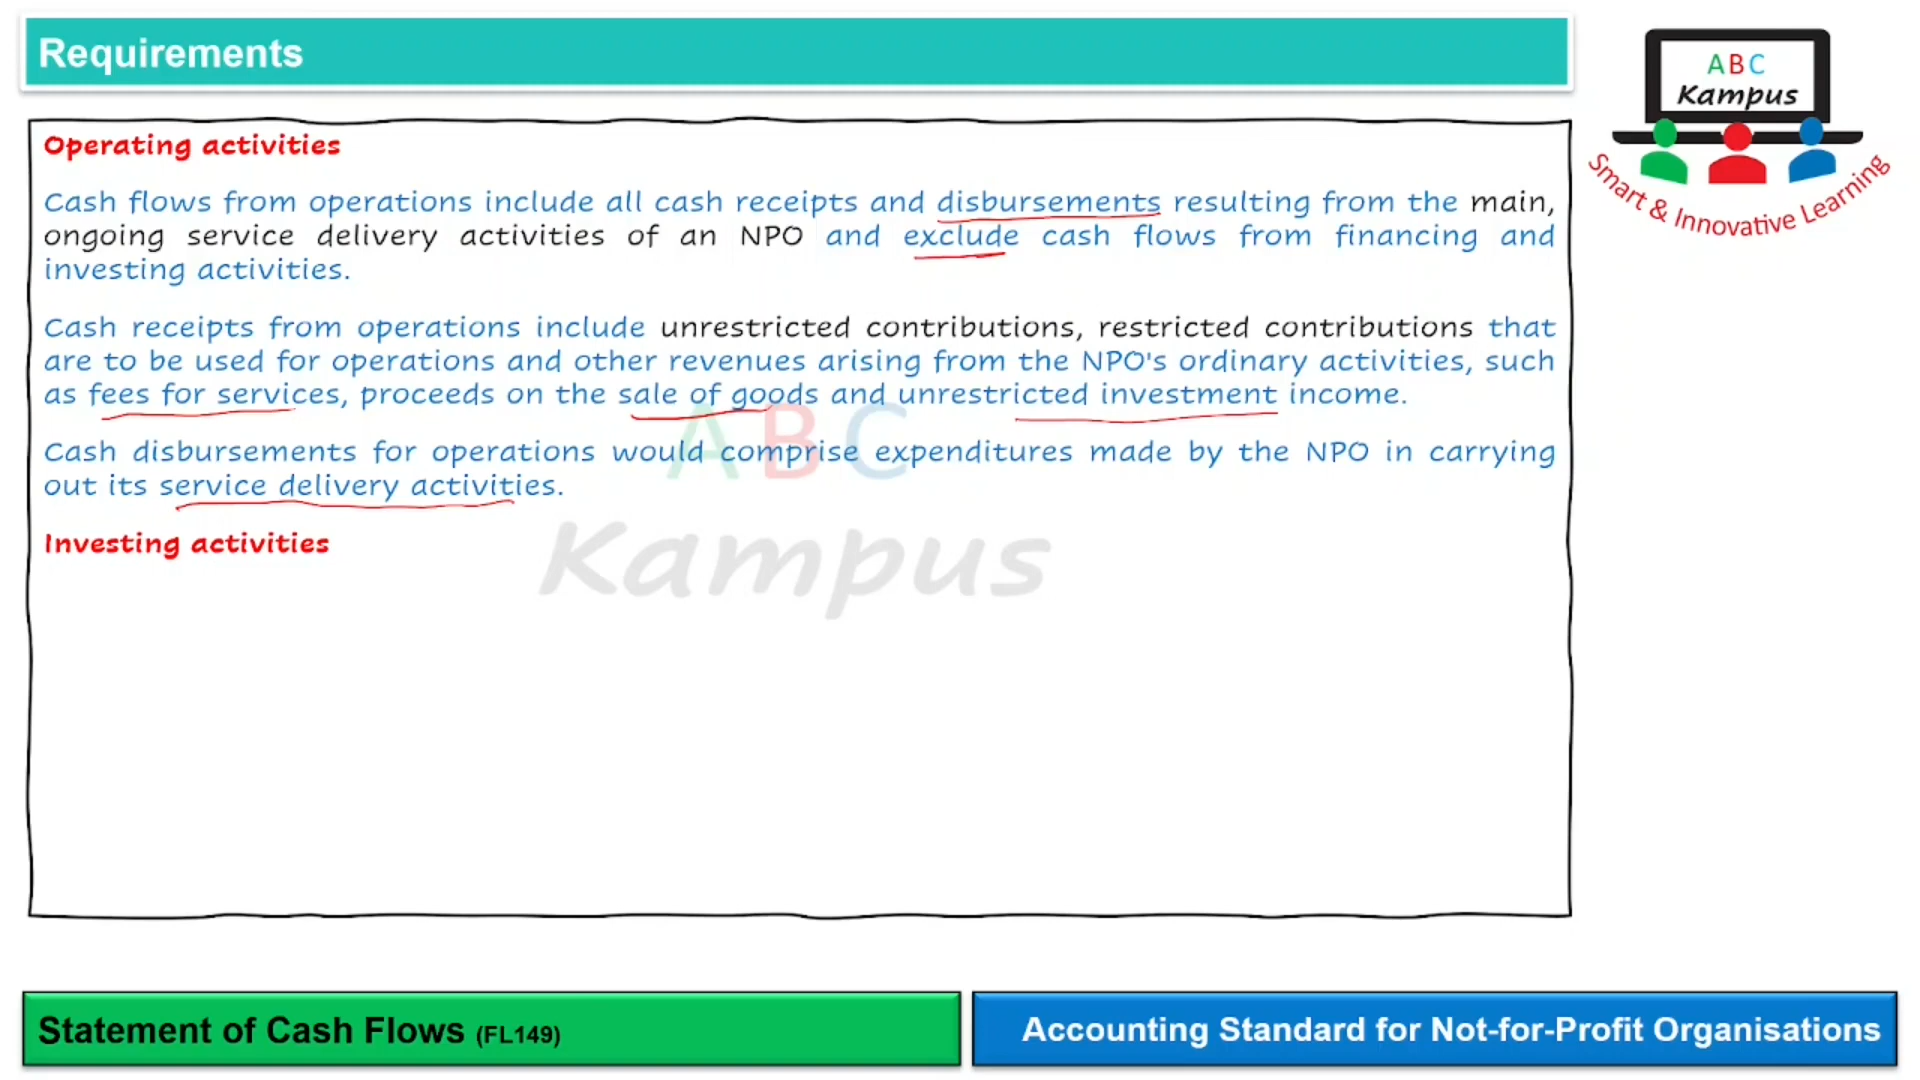 Requirements
ABC
Kampus
Smart & Innovative Learning
Operating activities
Cash flows from operations include all cash receipts and disbursements resulting from the main,
ongoing service delivery activities of an NPO and exclude cash flows from financing and
investing activities.
Cash receipts from operations include unrestricted contributions, restricted contributions that
are to be used for operations and other revenues arising from the NPO's ordinary activities, such
as fees for services, proceeds on the sale of goods and unrestricted investment income.
Cash disbursements for operations would comprise expenditures made by the NPO in carrying
out its service delivery activities.
Investing activities
ABC
Kampus
Statement of Cash Flows (FL149)
Accounting Standard for Not-for-Profit Organisations